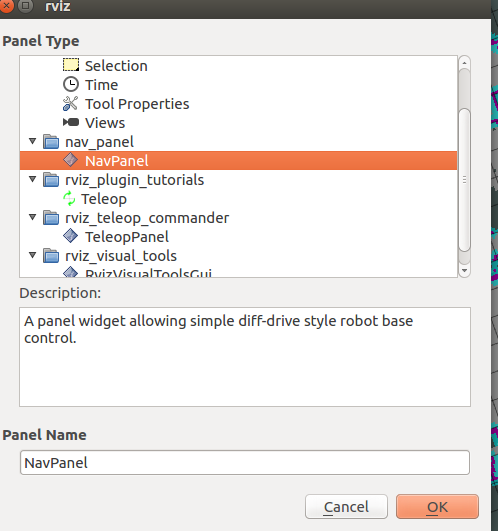 rviz
Panel Type
Selection
Time
Tool Properties
Views
nav_panel
NavPanel
rviz_plugin_tutorials
Teleop
rviz_teleop_commander
TeleopPanel
rviz_visual_tools
RvizVisualToolsGui
Description:
A panel widget allowing simple diff-drive style robot base
control.
Panel Name
NavPanel
Cancel
OK